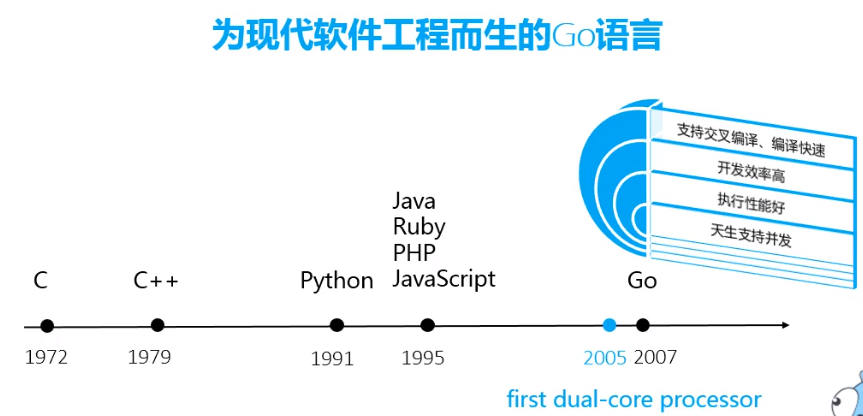 为现代软件工程而生的Go语言
支持交叉编译、编译快速
开发效率高
执行性能好
天生支持并发
Java
Ruby
PHP
JavaScript
C
C++
Python
Go
1972
1979
1991
1995
2005
2007
first dual-core processor